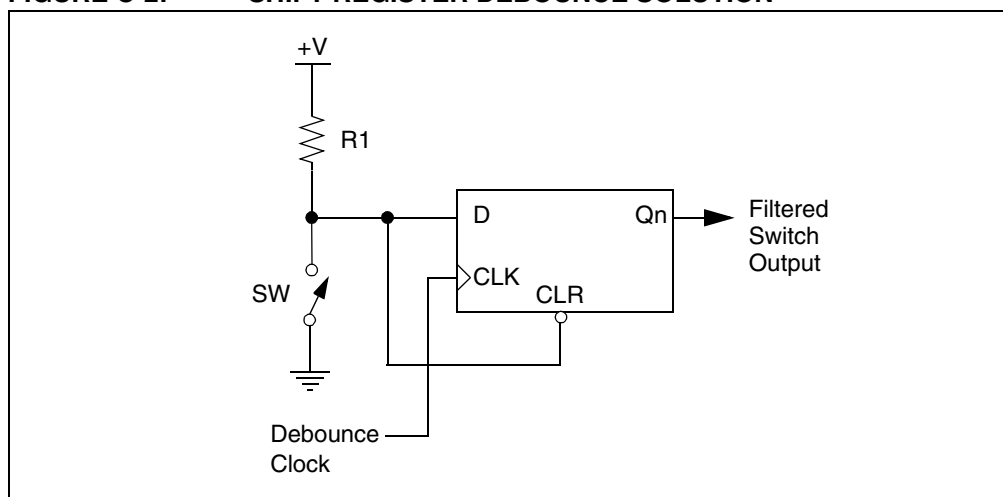 +V
R1
D
Qn
Filtered
Switch
Output
CLK
CLR
SW
Debounce
Clock